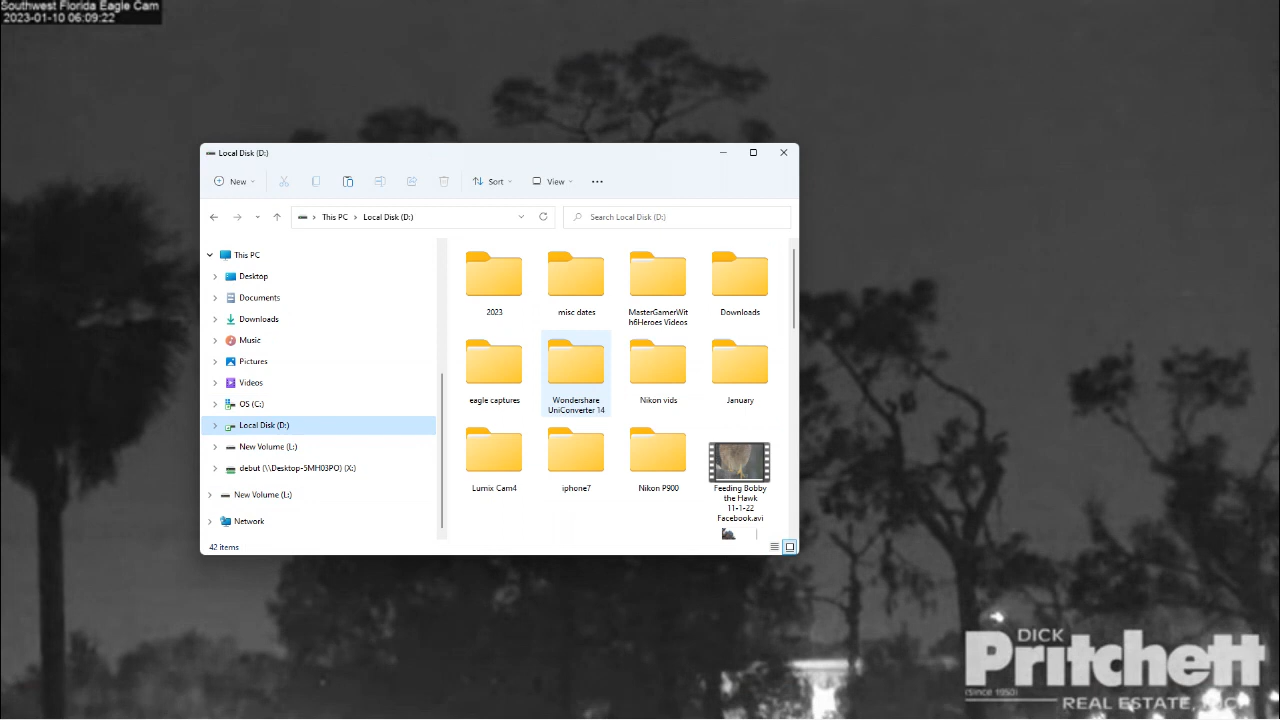 Southwest Florida Eagle Cam
2023-01-10 06:09:22
Local Disk (D:)
New
Sort
View
This PC > Local Disk (D:)
Search Local Disk (D:)
This PC
Desktop
Documents
Downloads
Music
Pictures
Videos
OS (C:)
Local Disk (D:)
New Volume (L:)
debut (\\Desktop-5MH03PO) (X:)
New Volume (L:)
Network
2023
misc dates
MasterGamerWit
h6Heroes Videos
Downloads
eagle captures
Wondershare
UniConverter 14
Nikon vids
January
Lumix Cam4
iphone7
Nikon P900
Feeding Bobby
the Hawk
11-1-22
Facebook.avi
42 items
DICK
Pritchett
(since 1950)
REAL ESTATE, INC.